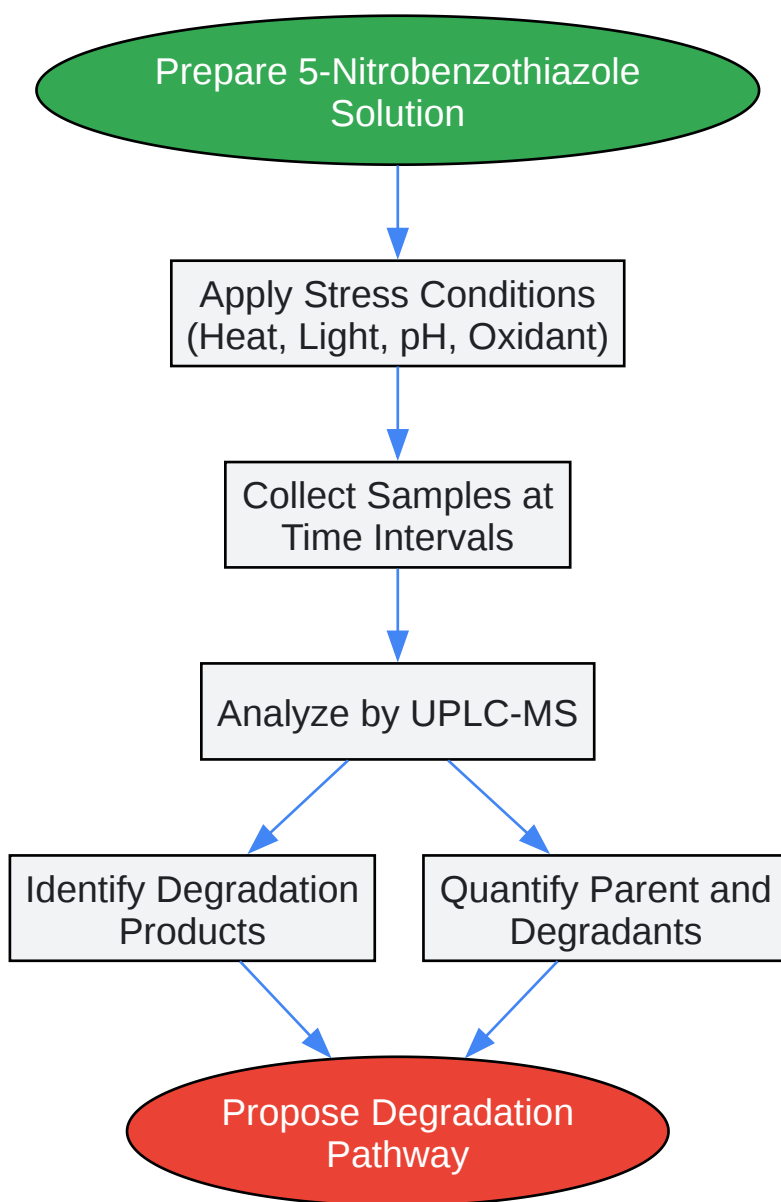 Prepare 5-Nitrobenzothiazole
Solution
Apply Stress Conditions
(Heat, Light, pH, Oxidant)
Collect Samples at
Time Intervals
Analyze by UPLC-MS
Identify Degradation
Products
Quantify Parent and
Degradants
Propose Degradation
Pathway